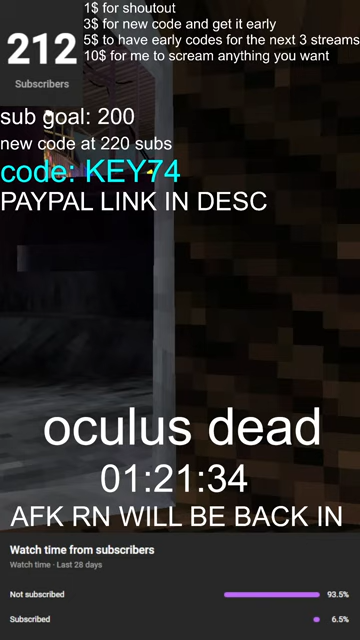 1$ for shoutout
3$ for new code and get it early
5$ to have early codes for the next 3 streams
10$ for me to scream anything you want
212
Subscribers
sub goal: 200
new code at 220 subs
code: KEY74
PAYPAL LINK IN DESC
oculus dead
01:21:34
AFK RN WILL BE BACK IN
Watch time from subscribers
Watch time · Last 28 days
Not subscribed 93.5%
Subscribed 6.5%